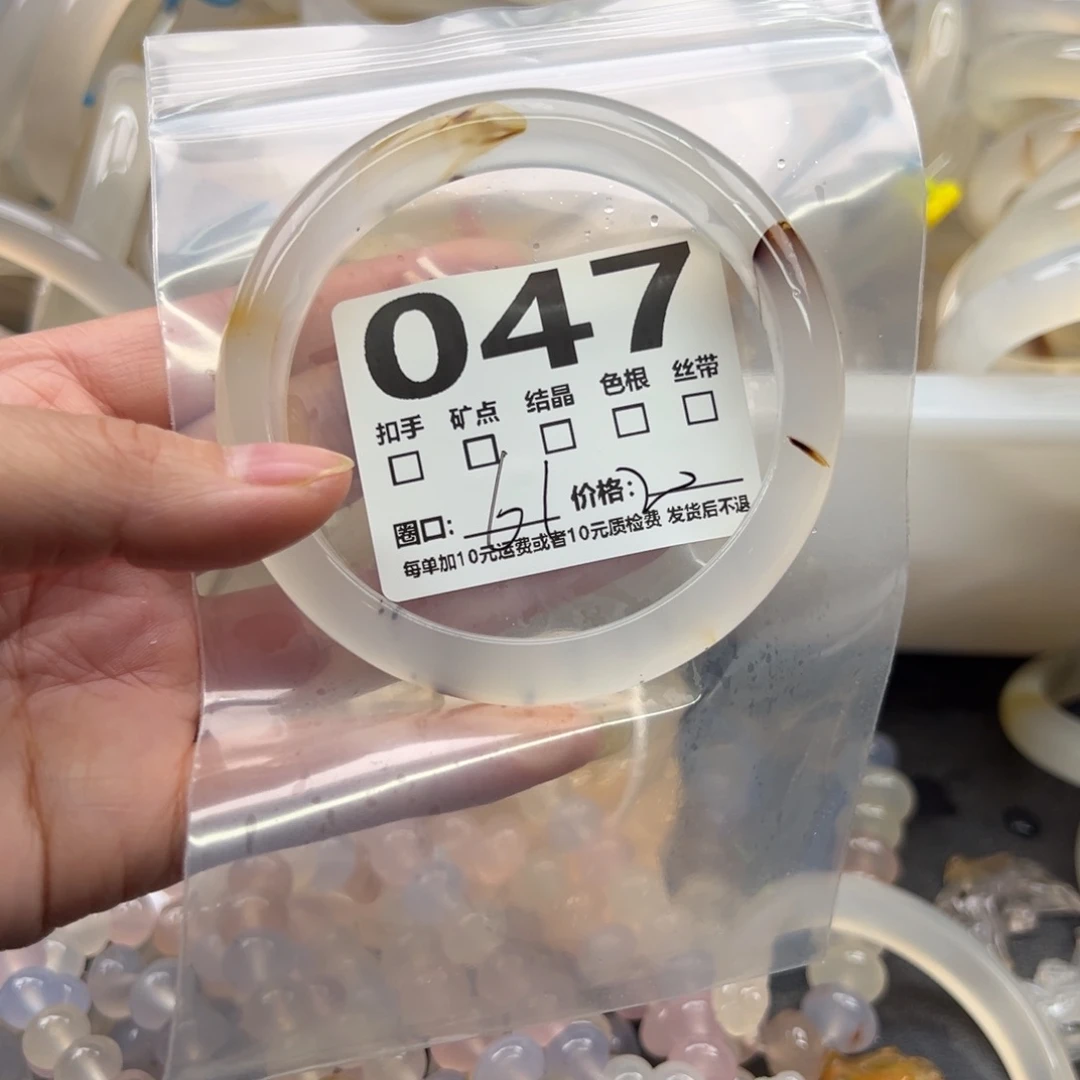 047
扣手 矿点 结晶 色根 丝带
圈口: 61 价格:
每单加10元运费或者10元质检费 发货后不退